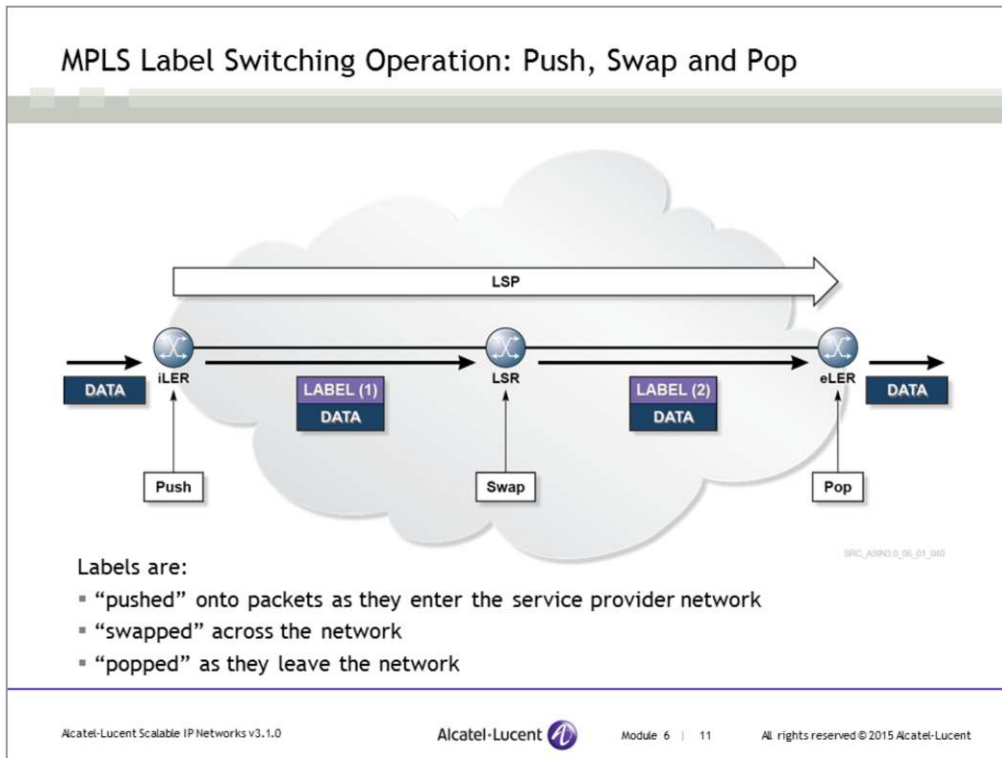 MPLS Label Switching Operation: Push, Swap and Pop
LSP
DATA
iLER
LABEL (1)
DATA
LSR
LABEL (2)
DATA
eLER
DATA
Push
Swap
Pop
SRC_ASIN3.0_06_01_040
Labels are:
▪ “pushed” onto packets as they enter the service provider network
▪ “swapped” across the network
▪ “popped” as they leave the network
Alcatel-Lucent Scalable IP Networks v3.1.0
Alcatel·Lucent
Module 6 | 11
All rights reserved © 2015 Alcatel-Lucent